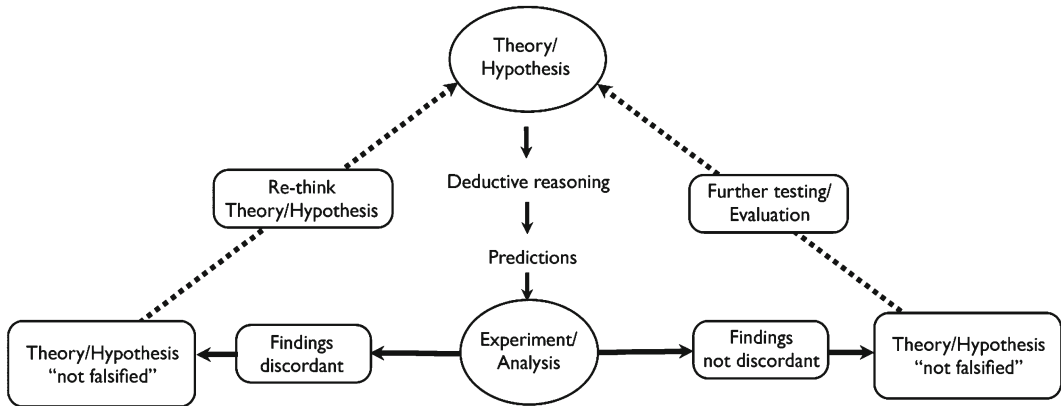 Theory/
Hypothesis
Re-think
Theory/Hypothesis
Deductive reasoning
Further testing/
Evaluation
Predictions
Theory/Hypothesis
“not falsified”
Findings
discordant
Experiment/
Analysis
Findings
not discordant
Theory/Hypothesis
“not falsified”